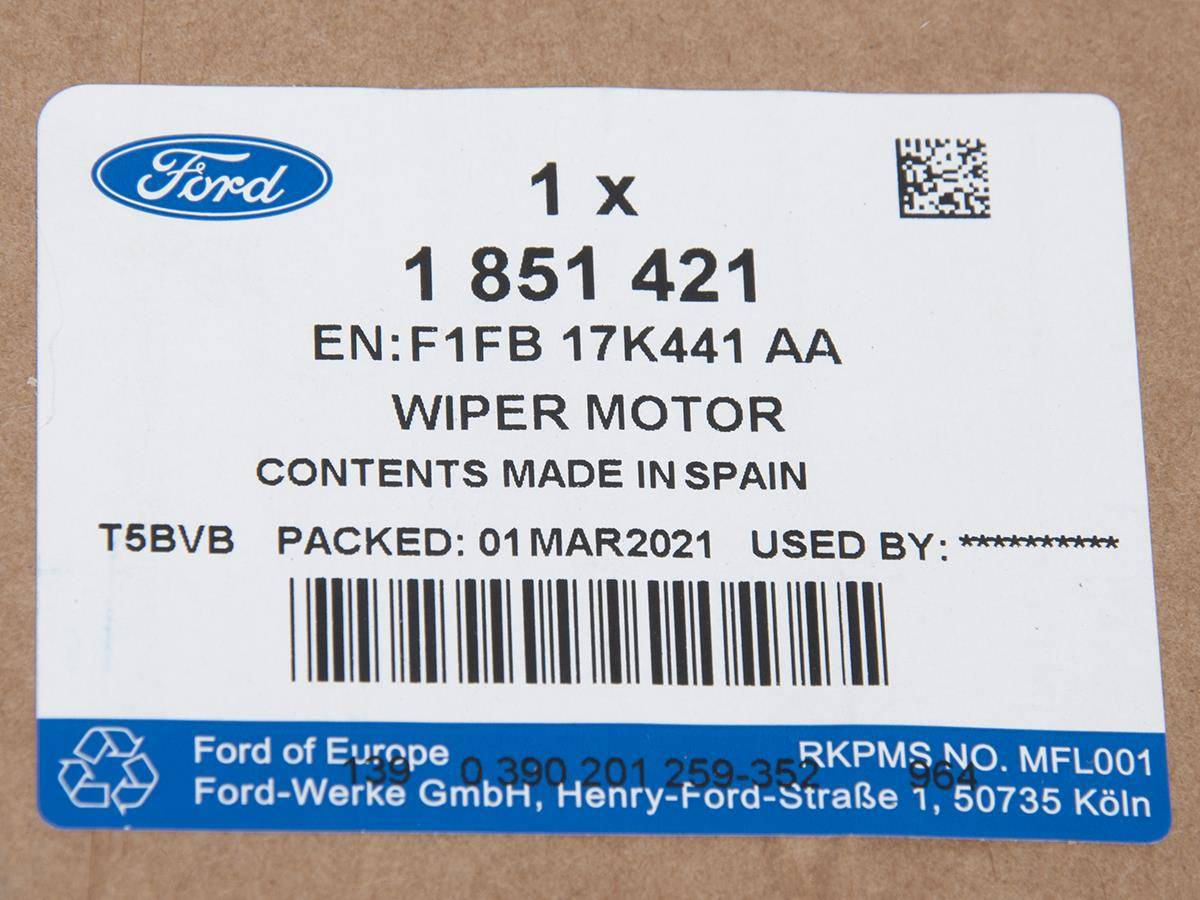 Ford
1 x
1 851 421
EN: F1FB 17K441 AA
WIPER MOTOR
CONTENTS MADE IN SPAIN
T5BVB PACKED: 01 MAR2021 USED BY: **********
Ford of Europe RKPMS NO. MFL001
139 0 390 201 259-352 964
Ford-Werke GmbH, Henry-Ford-Straße 1, 50735 Köln